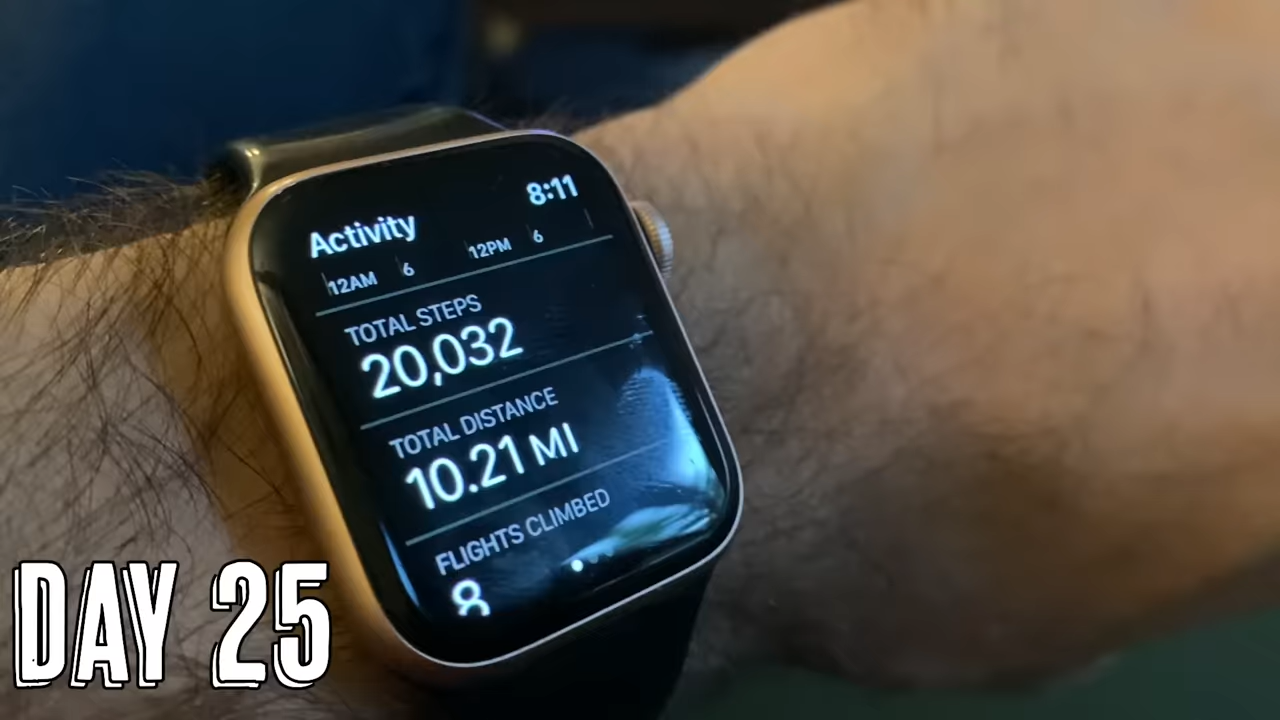 8:11
Activity
12AM 6 12PM 6
TOTAL STEPS
20,032
TOTAL DISTANCE
10.21 MI
FLIGHTS CLIMBED
8
DAY 25